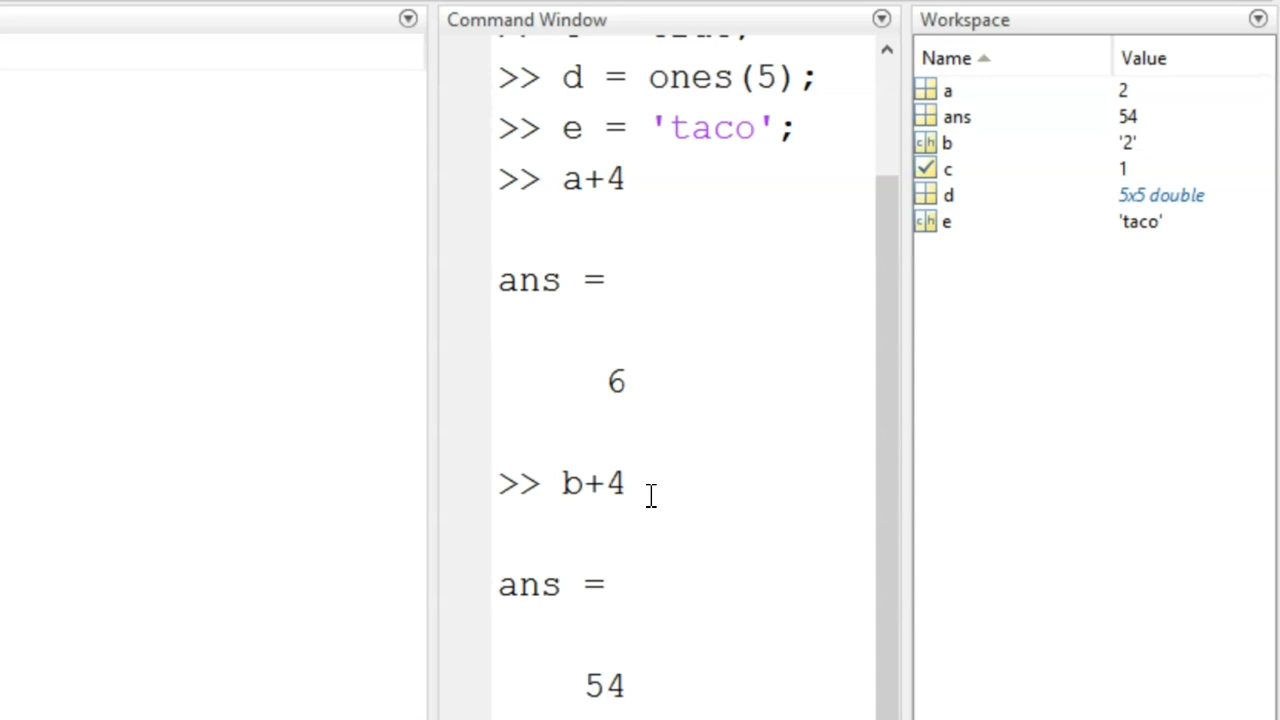 Command Window
>> d = ones(5);
>> e = 'taco';
>> a+4
ans =
6
>> b+4
ans =
54
Workspace
Name Value
a 2
ans 54
b '2'
c 1
d 5x5 double
e 'taco'